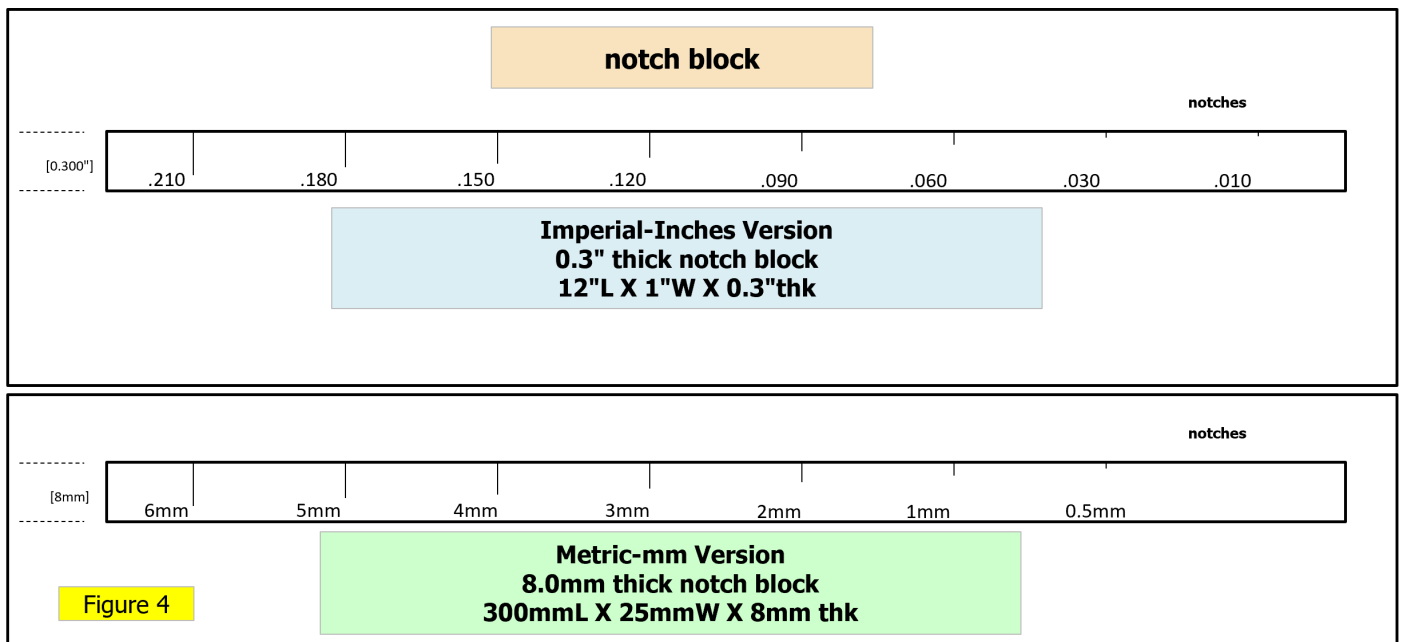 notch block
notches
[0.300"]
.210 .180 .150 .120 .090 .060 .030 .010
Imperial-Inches Version
0.3" thick notch block
12"L X 1"W X 0.3"thk
notches
[8mm]
6mm 5mm 4mm 3mm 2mm 1mm 0.5mm
Metric-mm Version
8.0mm thick notch block
300mmL X 25mmW X 8mm thk
Figure 4